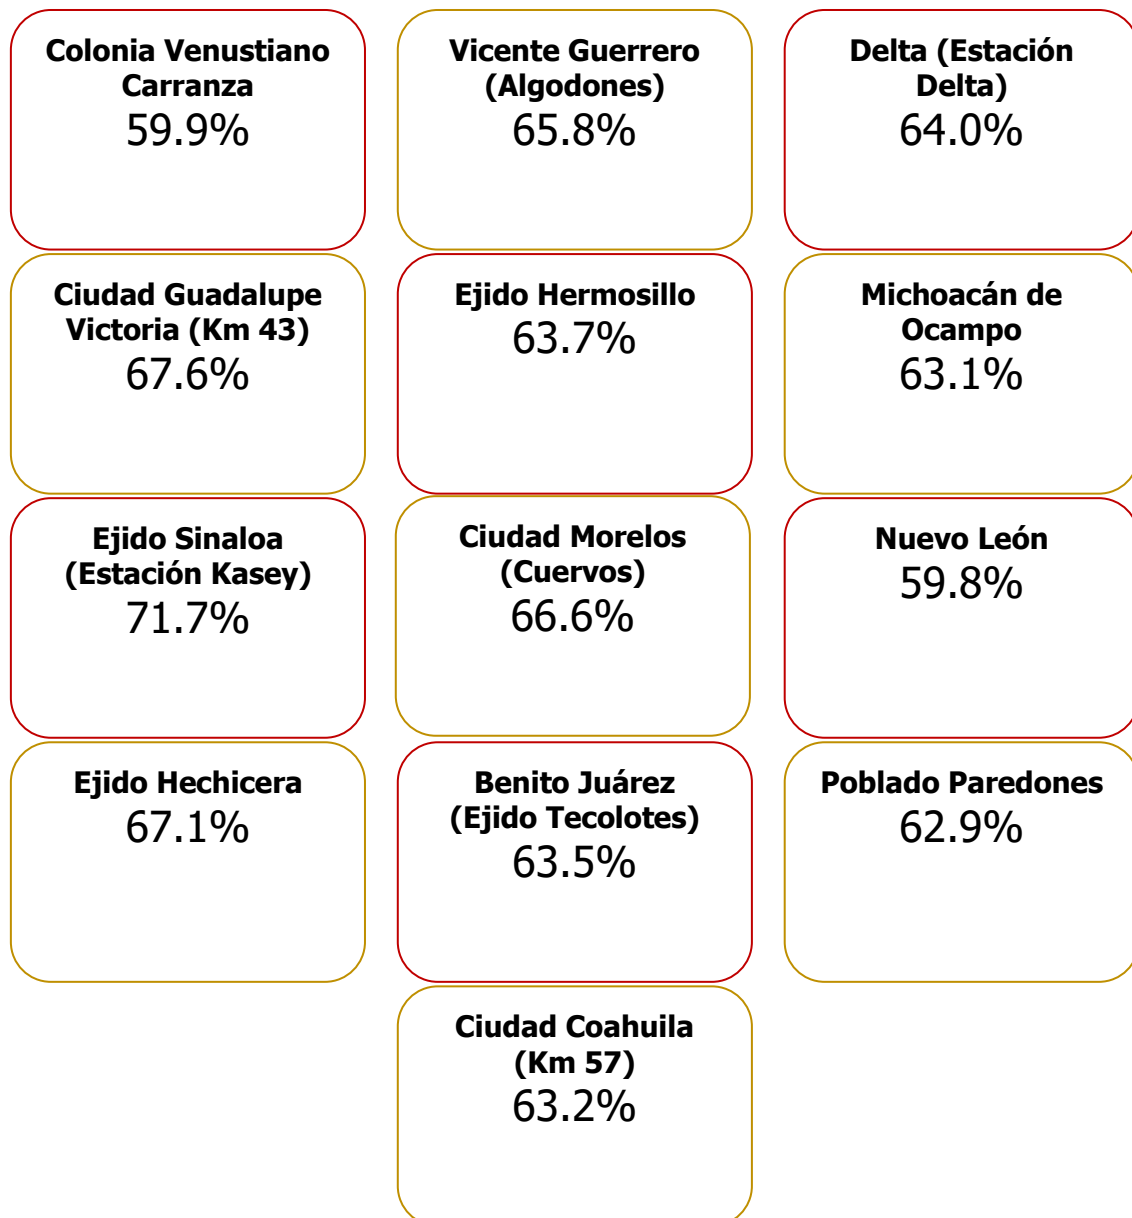 Colonia Venustiano
Carranza
59.9%
Vicente Guerrero
(Algodones)
65.8%
Delta (Estación
Delta)
64.0%
Ciudad Guadalupe
Victoria (Km 43)
67.6%
Ejido Hermosillo
63.7%
Michoacán de
Ocampo
63.1%
Ejido Sinaloa
(Estación Kasey)
71.7%
Ciudad Morelos
(Cuervos)
66.6%
Nuevo León
59.8%
Ejido Hechicera
67.1%
Benito Juárez
(Ejido Tecolotes)
63.5%
Poblado Paredones
62.9%
Ciudad Coahuila
(Km 57)
63.2%